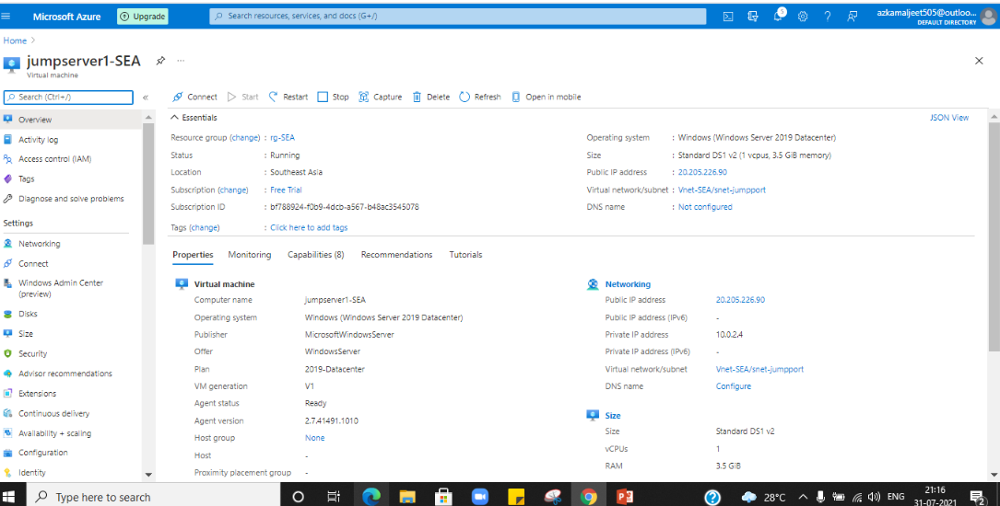 Microsoft Azure
Upgrade
Search resources, services, and docs (G+/)
5
azkamaljeet505@outloo...
DEFAULT DIRECTORY
Home >
jumpserver1-SEA
...
Virtual machine
Search (Ctrl+/)
«
Connect
Start
Restart
Stop
Capture
Delete
Refresh
Open in mobile
Overview
Activity log
Access control (IAM)
Tags
Diagnose and solve problems
Settings
Networking
Connect
Windows Admin Center
(preview)
Disks
Size
Security
Advisor recommendations
Extensions
Continuous delivery
Availability + scaling
Configuration
Identity
Essentials
JSON View
Resource group (change) : rg-SEA
Status : Running
Location : Southeast Asia
Subscription (change) : Free Trial
Subscription ID : bf788924-f0b9-4dcb-a567-b48ac3545078
Tags (change) : Click here to add tags
Operating system : Windows (Windows Server 2019 Datacenter)
Size : Standard DS1 v2 (1 vcpus, 3.5 GiB memory)
Public IP address : 20.205.226.90
Virtual network/subnet : Vnet-SEA/snet-jumpport
DNS name : Not configured
Properties Monitoring Capabilities (8) Recommendations Tutorials
Virtual machine
Computer name jumpserver1-SEA
Operating system Windows (Windows Server 2019 Datacenter)
Publisher MicrosoftWindowsServer
Offer WindowsServer
Plan 2019-Datacenter
VM generation V1
Agent status Ready
Agent version 2.7.41491.1010
Host group None
Host -
Proximity placement group -
Networking
Public IP address 20.205.226.90
Public IP address (IPv6) -
Private IP address 10.0.2.4
Private IP address (IPv6) -
Virtual network/subnet Vnet-SEA/snet-jumpport
DNS name Configure
Size
Size Standard DS1 v2
vCPUs 1
RAM 3.5 GiB
Type here to search
28°C
ENG
21:16
31-07-2021
2